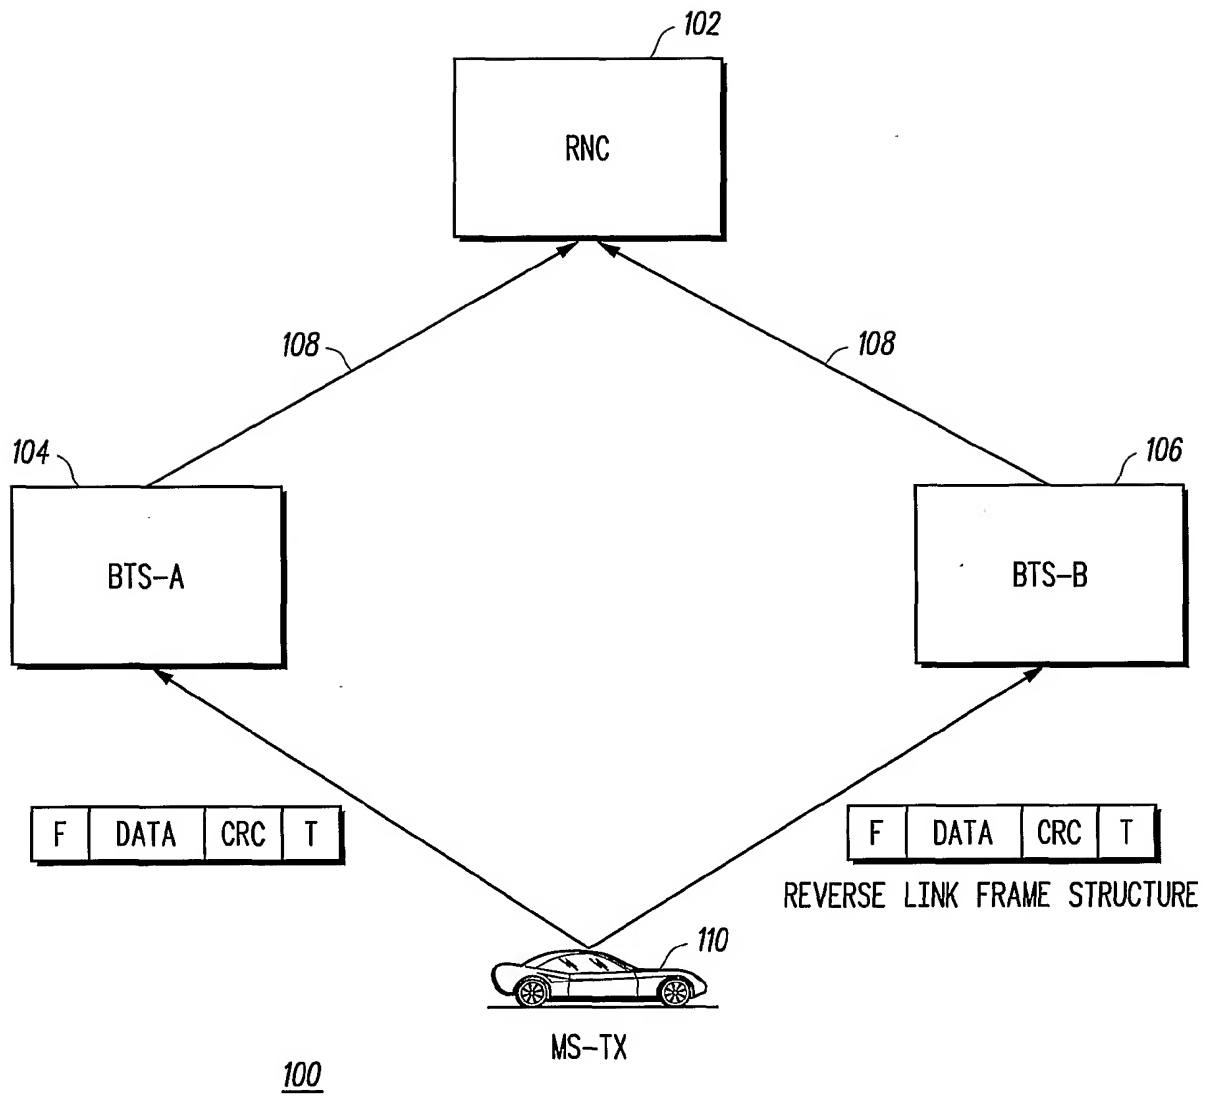 102
RNC
108
108
104
106
BTS-A
BTS-B
F DATA CRC T
F DATA CRC T
REVERSE LINK FRAME STRUCTURE
110
MS-TX
100